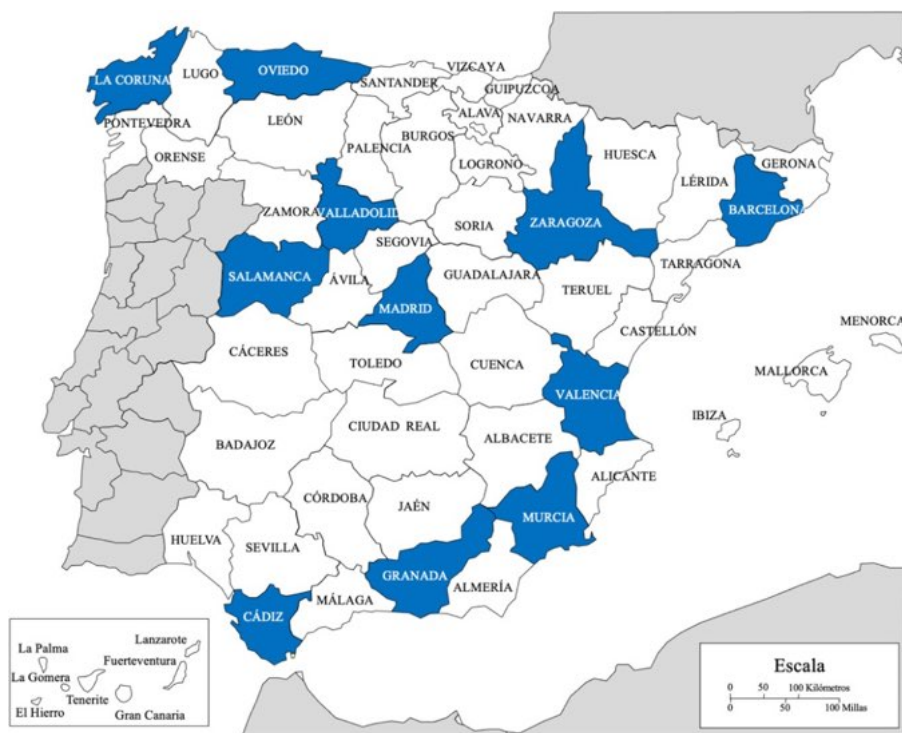 VIZCAYA
LA CORUNA
LUGO
OVIEDO
SANTANDER
GUIPUZCOA
ALAVA
NAVARRA
PONTEVEDRA
LEÓN
BURGOS
PALENCIA
LOGRONO
HUESCA
GERONA
ORENSE
LÉRIDA
ZAMORA
VALLADOLID
SORIA
ZARAGOZA
BARCELONA
SEGOVIA
SALAMANCA
ÁVILA
GUADALAJARA
TARRAGONA
TERUEL
MADRID
CASTELLÓN
MENORCA
CÁCERES
TOLEDO
CUENCA
MALLORCA
VALENCIA
IBIZA
CIUDAD REAL
ALBACETE
BADAJOZ
ALICANTE
CÓRDOBA
JAÉN
MURCIA
HUELVA
SEVILLA
GRANADA
ALMERÍA
CÁDIZ
MÁLAGA
Lanzarote
La Palma
Fuerteventura
La Gomera
Tenerite
El Hierro
Gran Canaria
Escala
0 50 100 Kilómetros
0 50 100 Millas